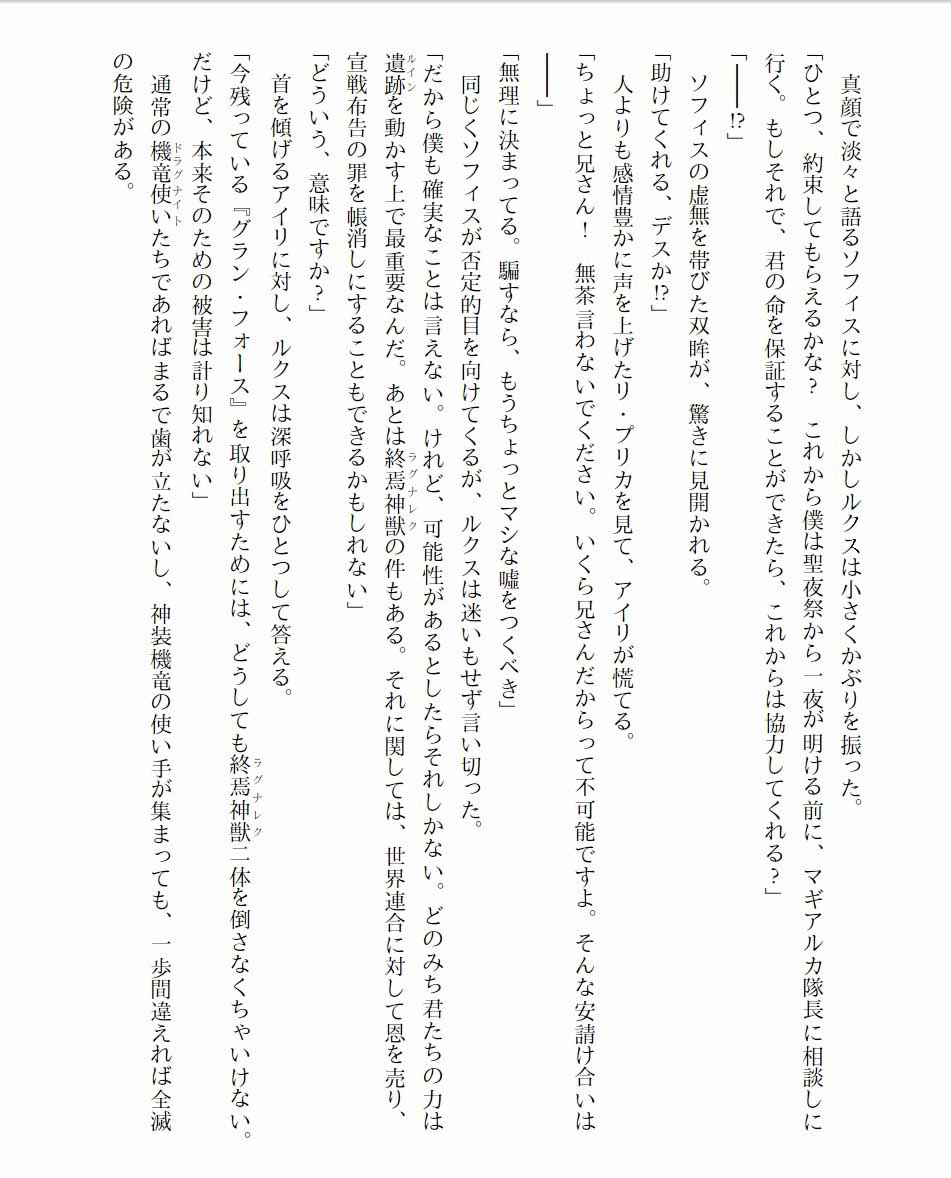 真顔で淡々と語るソフィスに対し、しかしルクスは小さくかぶりを振った。
「ひとつ、約束してもらえるかな？　これから僕は聖夜祭から一夜が明ける前に、マギアルカ隊長に相談しに
行く。もしそれで、君の命を保証することができたら、これからは協力してくれる？」
「――!?」
　ソフィスの虚無を帯びた双眸が、驚きに見開かれる。
「助けてくれる、デスか!?」
　人よりも感情豊かに声を上げたリ・プリカを見て、アイリが慌てる。
「ちょっと兄さん！　無茶言わないでください。いくら兄さんだからって不可能ですよ。そんな安請け合いは
――」
「無理に決まってる。騙すなら、もうちょっとマシな嘘をつくべき」
　同じくソフィスが否定的目を向けてくるが、ルクスは迷いもせず言い切った。
「だから僕も確実なことは言えない。けれど、可能性があるとしたらそれしかない。どのみち君たちの力は
遺跡ルインを動かす上で最重要なんだ。あとは終焉神獣ラグナレクの件もある。それに関しては、世界連合に対して恩を売り、
宣戦布告の罪を帳消しにすることもできるかもしれない」
「どういう、意味ですか？」
　首を傾げるアイリに対し、ルクスは深呼吸をひとつして答える。
「今残っている『グラン・フォース』を取り出すためには、どうしても終焉神獣ラグナレク二体を倒さなくちゃいけない。
だけど、本来そのための被害は計り知れない」
　通常の機竜使いドラグナイトたちであればまるで歯が立たないし、神装機竜の使い手が集まっても、一歩間違えれば全滅
の危険がある。